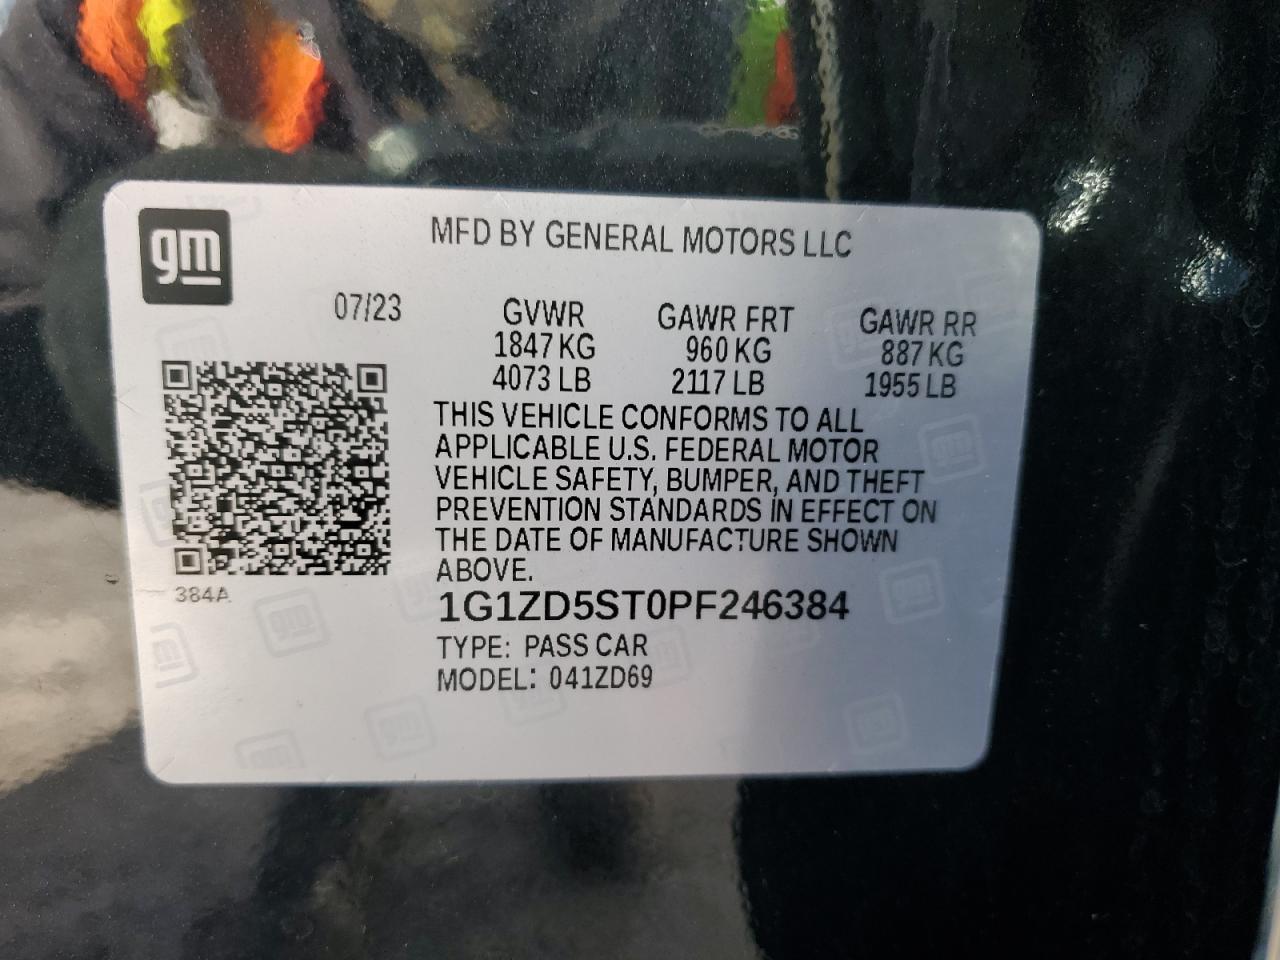 gm
MFD BY GENERAL MOTORS LLC
07/23 GVWR GAWR FRT GAWR RR
1847 KG 960 KG 887 KG
4073 LB 2117 LB 1955 LB
THIS VEHICLE CONFORMS TO ALL
APPLICABLE U.S. FEDERAL MOTOR
VEHICLE SAFETY, BUMPER, AND THEFT
PREVENTION STANDARDS IN EFFECT ON
THE DATE OF MANUFACTURE SHOWN
ABOVE.
384A
1G1ZD5ST0PF246384
TYPE: PASS CAR
MODEL: 041ZD69